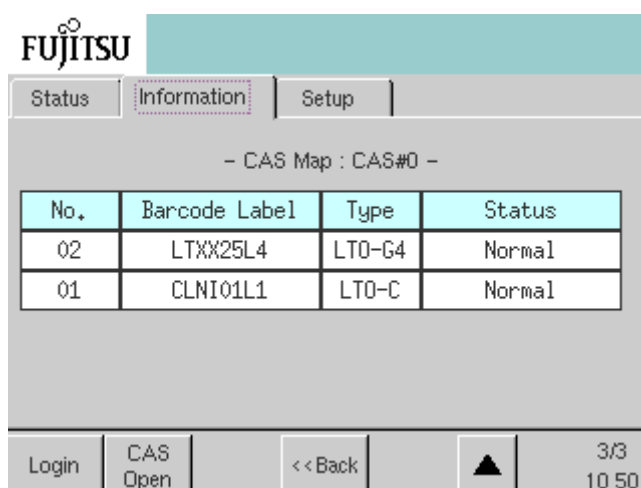 FUJITSU
Status Information Setup
- CAS Map : CAS#0 -
No. Barcode Label Type Status
02 LTXX25L4 LTO-G4 Normal
01 CLNI01L1 LTO-C Normal
Login CAS Open <<Back 3/3
10 50